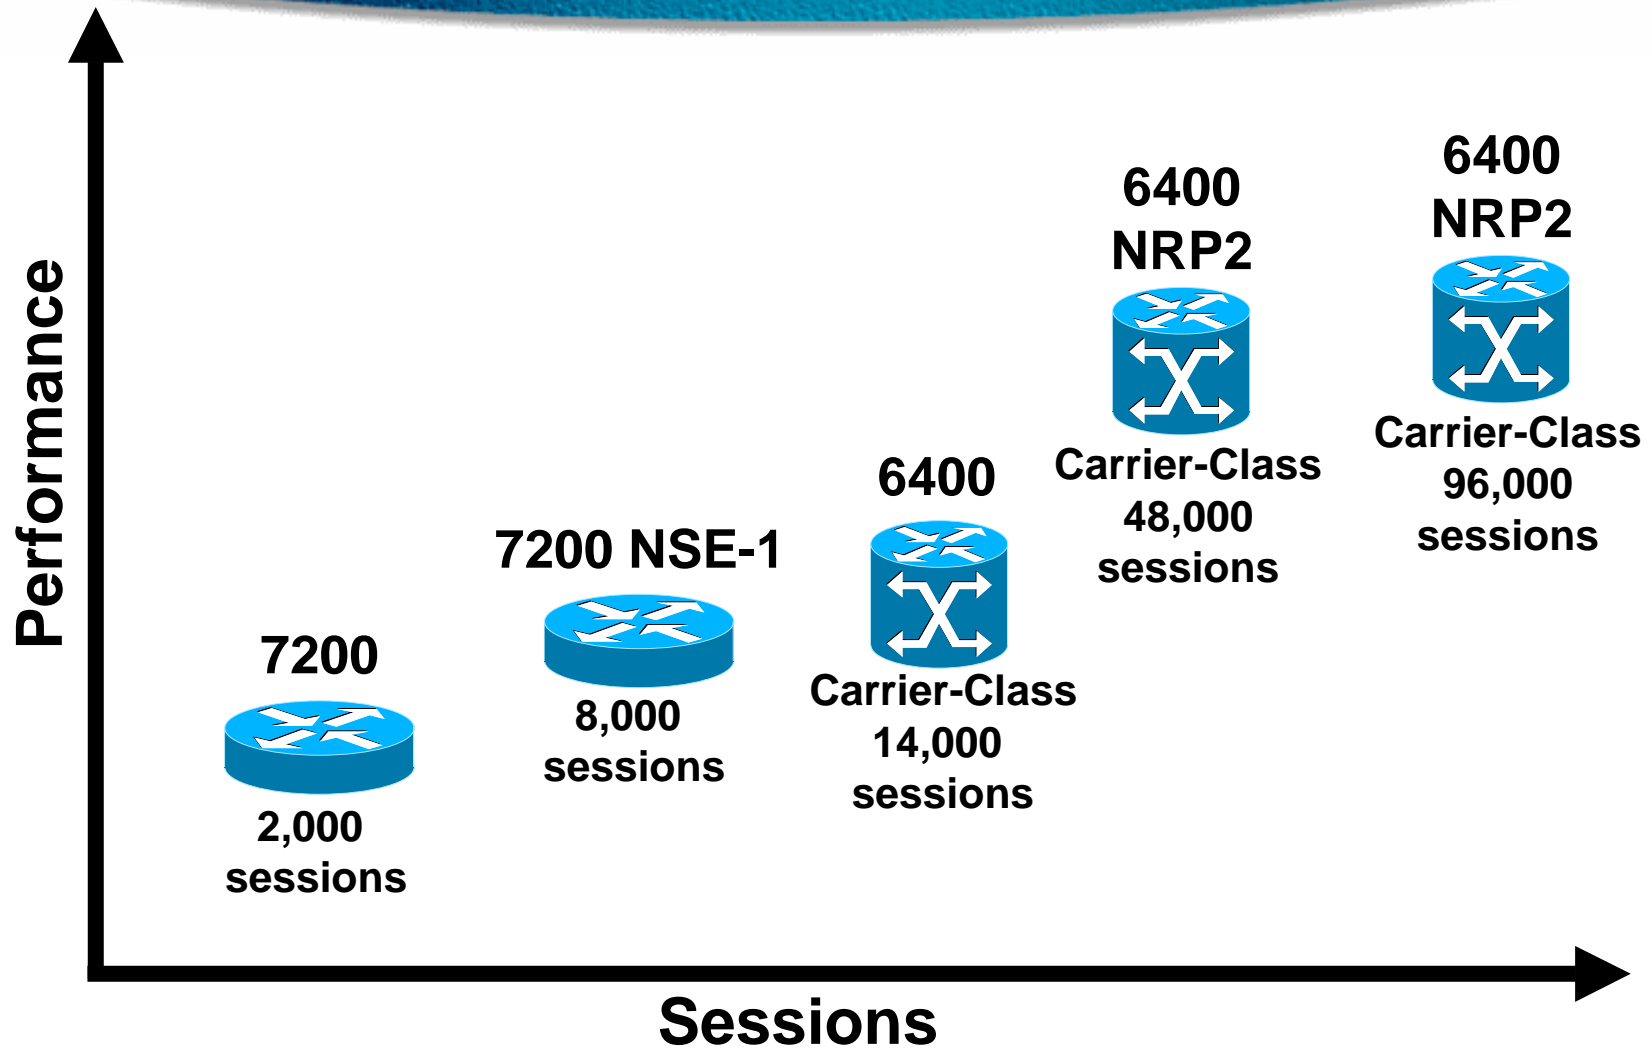 Performance
7200
2,000
sessions
7200 NSE-1
8,000
sessions
6400
Carrier-Class
14,000
sessions
6400
NRP2
Carrier-Class
48,000
sessions
6400
NRP2
Carrier-Class
96,000
sessions
Sessions